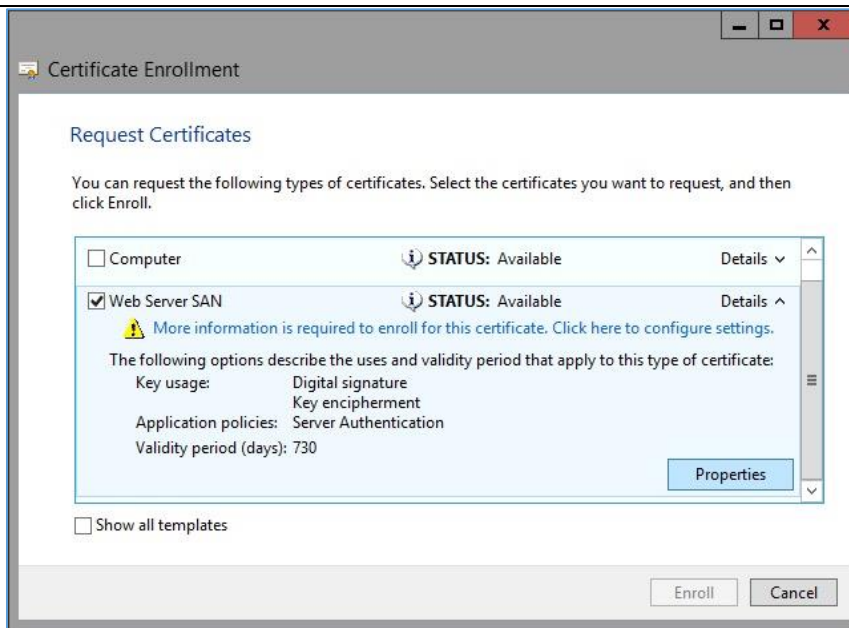 Certificate Enrollment
Request Certificates
You can request the following types of certificates. Select the certificates you want to request, and then
click Enroll.
Computer STATUS: Available Details
Web Server SAN STATUS: Available Details
More information is required to enroll for this certificate. Click here to configure settings.
The following options describe the uses and validity period that apply to this type of certificate:
Key usage: Digital signature
Key encipherment
Application policies: Server Authentication
Validity period (days): 730
Properties
Show all templates
Enroll Cancel